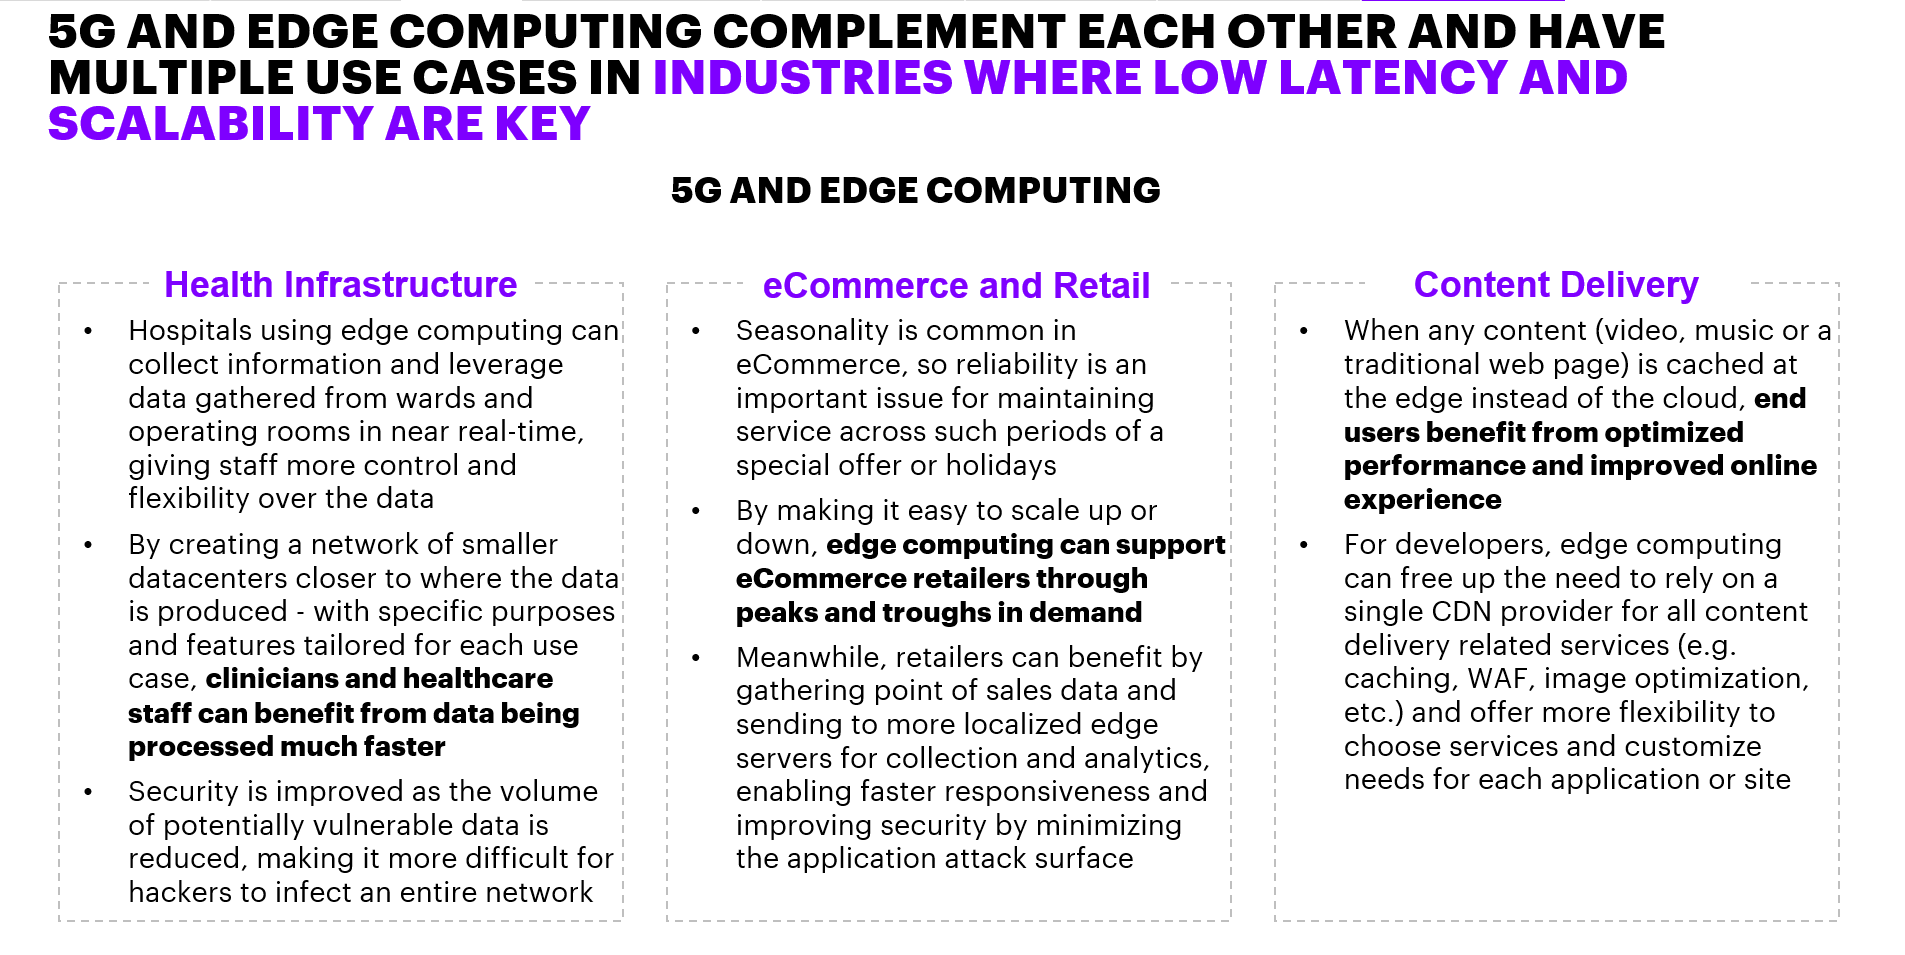 5G AND EDGE COMPUTING COMPLEMENT EACH OTHER AND HAVE
MULTIPLE USE CASES IN INDUSTRIES WHERE LOW LATENCY AND
SCALABILITY ARE KEY
5G AND EDGE COMPUTING
Health Infrastructure
• Hospitals using edge computing can
collect information and leverage
data gathered from wards and
operating rooms in near real-time,
giving staff more control and
flexibility over the data
• By creating a network of smaller
datacenters closer to where the data
is produced - with specific purposes
and features tailored for each use
case, clinicians and healthcare
staff can benefit from data being
processed much faster
• Security is improved as the volume
of potentially vulnerable data is
reduced, making it more difficult for
hackers to infect an entire network
eCommerce and Retail
• Seasonality is common in
eCommerce, so reliability is an
important issue for maintaining
service across such periods of a
special offer or holidays
• By making it easy to scale up or
down, edge computing can support
eCommerce retailers through
peaks and troughs in demand
• Meanwhile, retailers can benefit by
gathering point of sales data and
sending to more localized edge
servers for collection and analytics,
enabling faster responsiveness and
improving security by minimizing
the application attack surface
Content Delivery
• When any content (video, music or a
traditional web page) is cached at
the edge instead of the cloud, end
users benefit from optimized
performance and improved online
experience
• For developers, edge computing
can free up the need to rely on a
single CDN provider for all content
delivery related services (e.g.
caching, WAF, image optimization,
etc.) and offer more flexibility to
choose services and customize
needs for each application or site